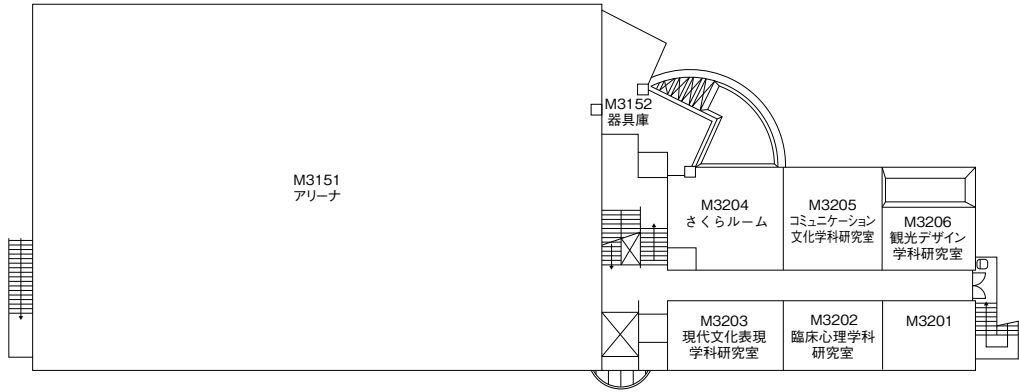 M3151
アリーナ
M3152
器具庫
M3204
さくらルーム
M3205
コミュニケーション
文化学科研究室
M3206
観光デザイン
学科研究室
M3203
現代文化表現
学科研究室
M3202
臨床心理学科
研究室
M3201